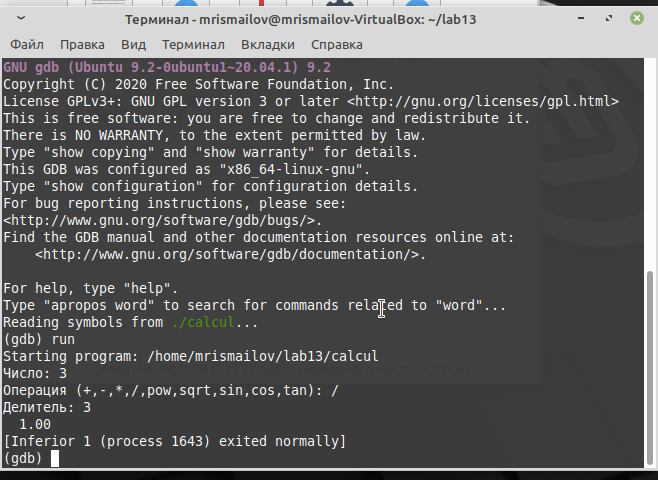 Терминал - mrismailov@mrismailov-VirtualBox: ~/lab13
Файл Правка Вид Терминал Вкладки Справка
GNU gdb (Ubuntu 9.2-0ubuntu1~20.04.1) 9.2
Copyright (C) 2020 Free Software Foundation, Inc.
License GPLv3+: GNU GPL version 3 or later <http://gnu.org/licenses/gpl.html>
This is free software: you are free to change and redistribute it.
There is NO WARRANTY, to the extent permitted by law.
Type "show copying" and "show warranty" for details.
This GDB was configured as "x86_64-linux-gnu".
Type "show configuration" for configuration details.
For bug reporting instructions, please see:
<http://www.gnu.org/software/gdb/bugs/>.
Find the GDB manual and other documentation resources online at:
    <http://www.gnu.org/software/gdb/documentation/>.
For help, type "help".
Type "apropos word" to search for commands related to "word"...
Reading symbols from ./calcul...
(gdb) run
Starting program: /home/mrismailov/lab13/calcul
Число: 3
Операция (+,-,*,/,pow,sqrt,sin,cos,tan): /
Делитель: 3
  1.00
[Inferior 1 (process 1643) exited normally]
(gdb)